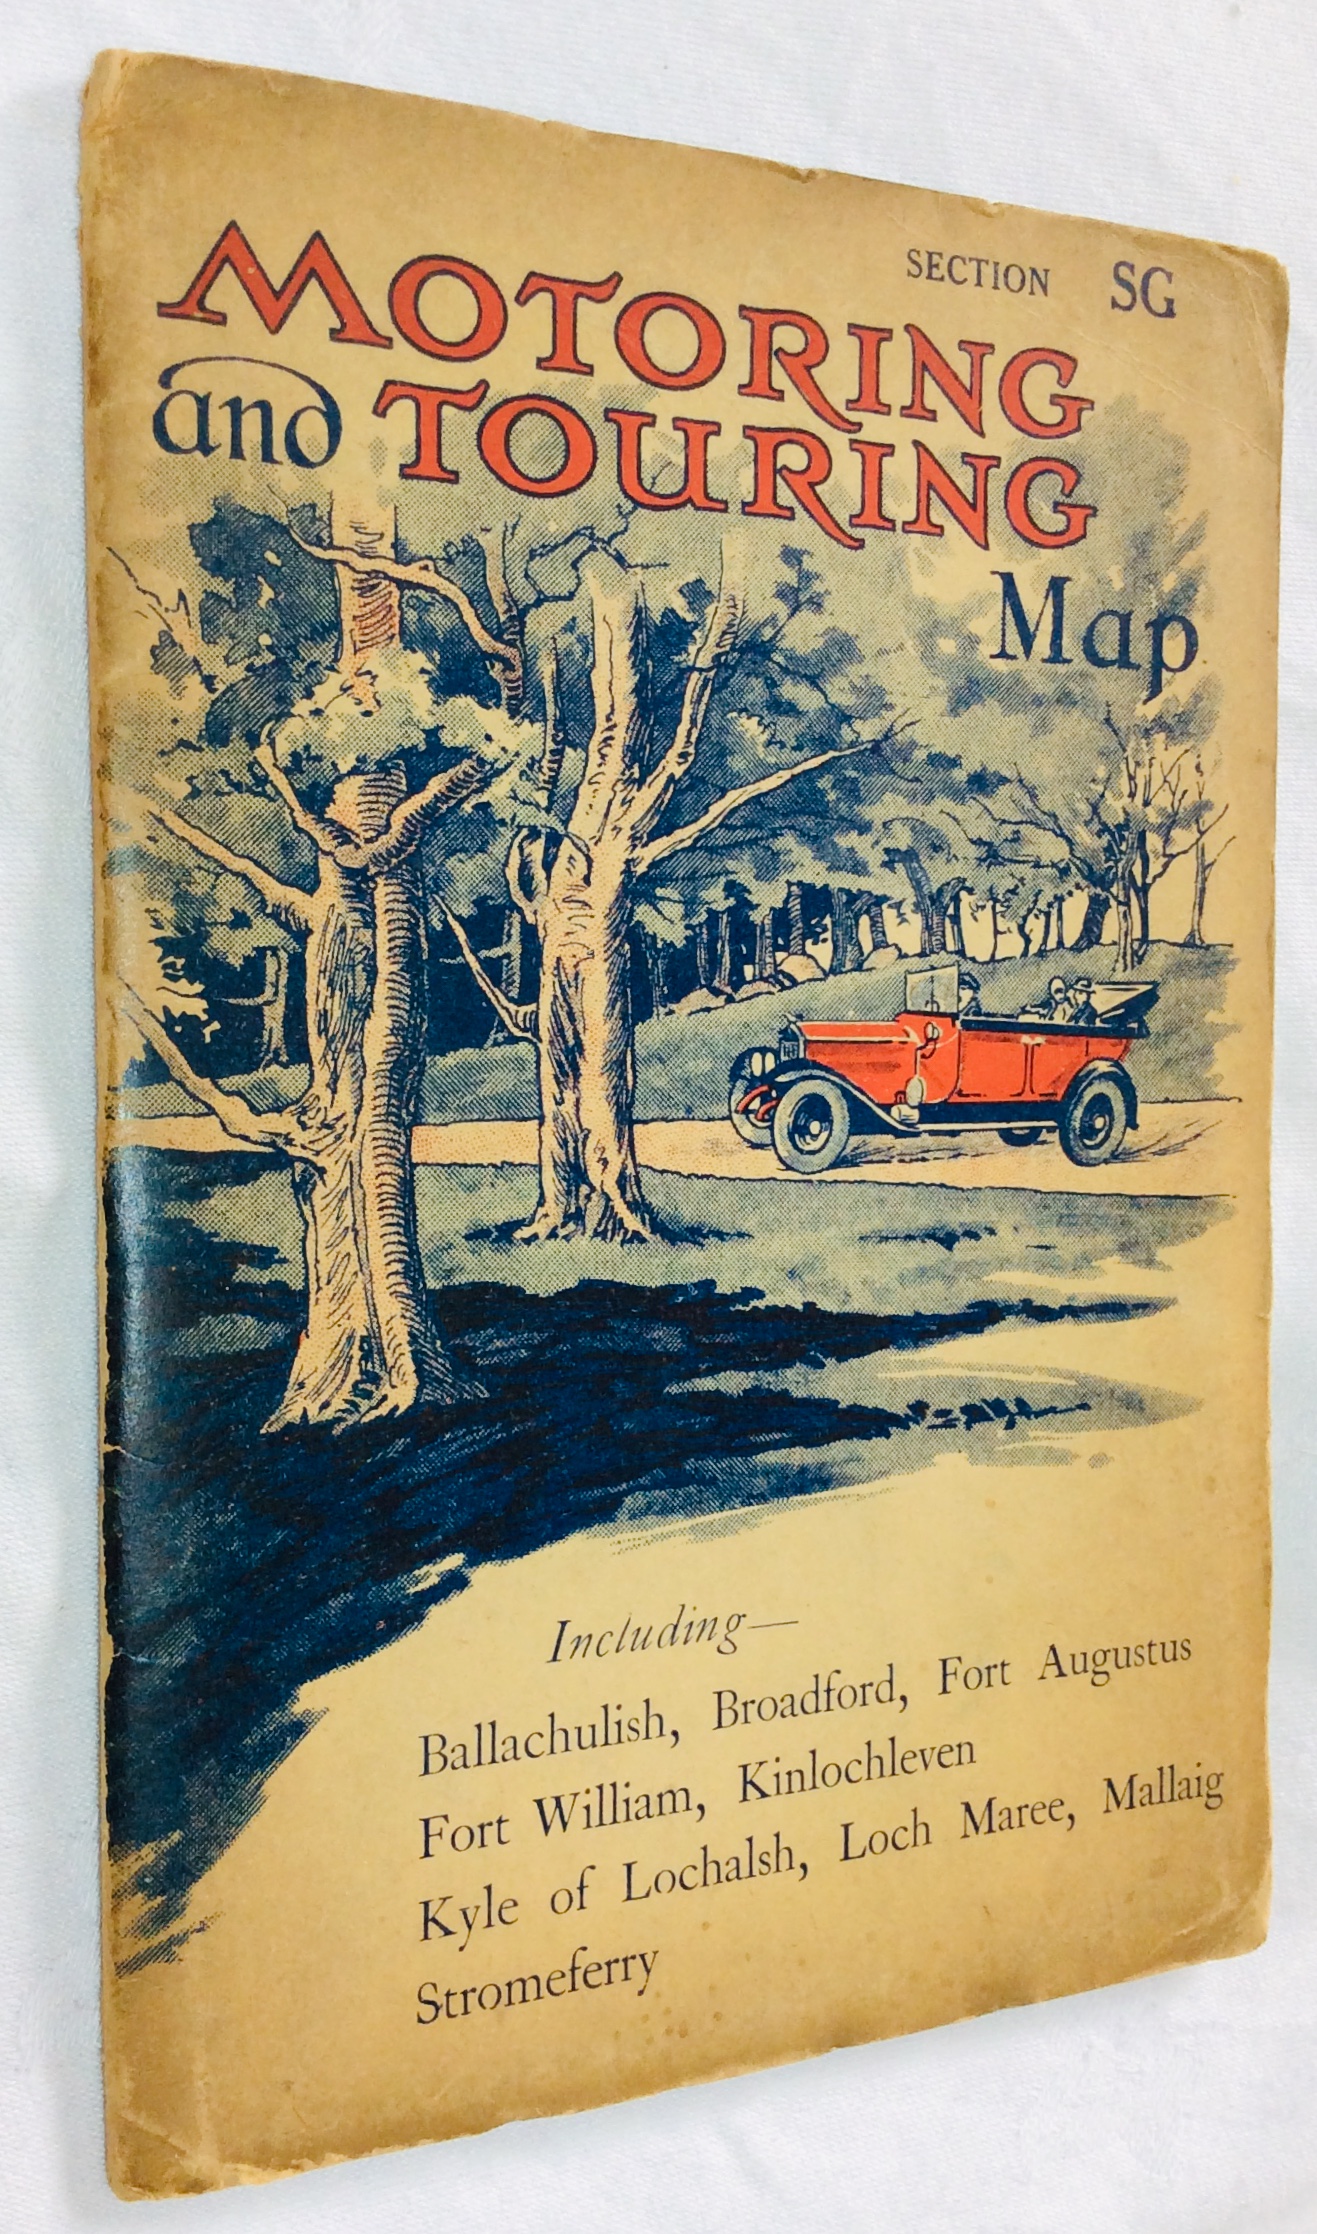 SECTION SG
MOTORING
and TOURING
Map
Including—
Ballachulish, Broadford, Fort Augustus
Fort William, Kinlochleven
Kyle of Lochalsh, Loch Maree, Mallaig
Stromeferry